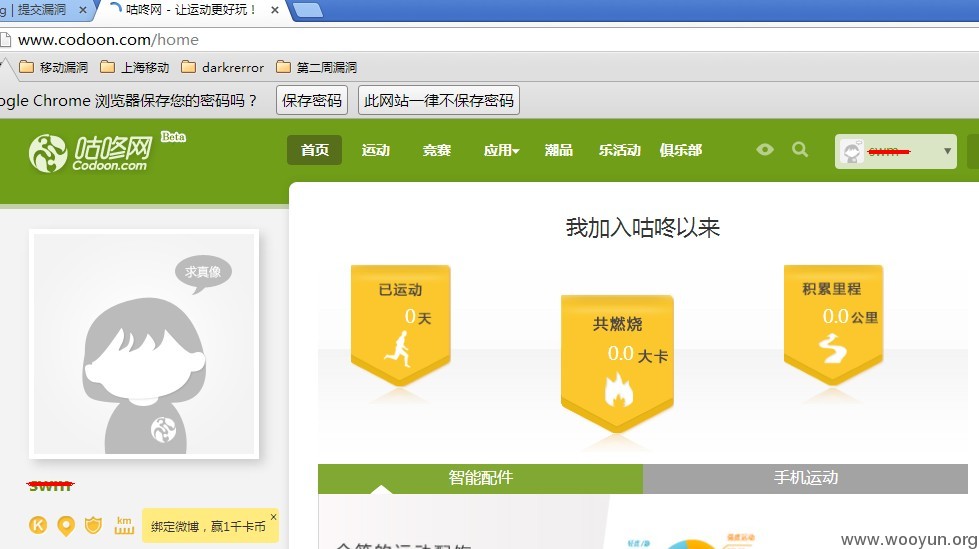 g | 提交漏洞
咕咚网 - 让运动更好玩！
www.codoon.com/home
移动漏洞 上海移动 darkrerror 第二周漏洞
ogle Chrome 浏览器保存您的密码吗？ 保存密码 此网站一律不保存密码
咕咚网 Beta
Codoon.com
首页 运动 竞赛 应用 潮品 乐活动 俱乐部
swm
我加入咕咚以来
求真像
已运动
0 天
共燃烧
0.0 大卡
积累里程
0.0 公里
智能配件 手机运动
swm
K
km
绑定微博，赢1千卡币
www.wooyun.org